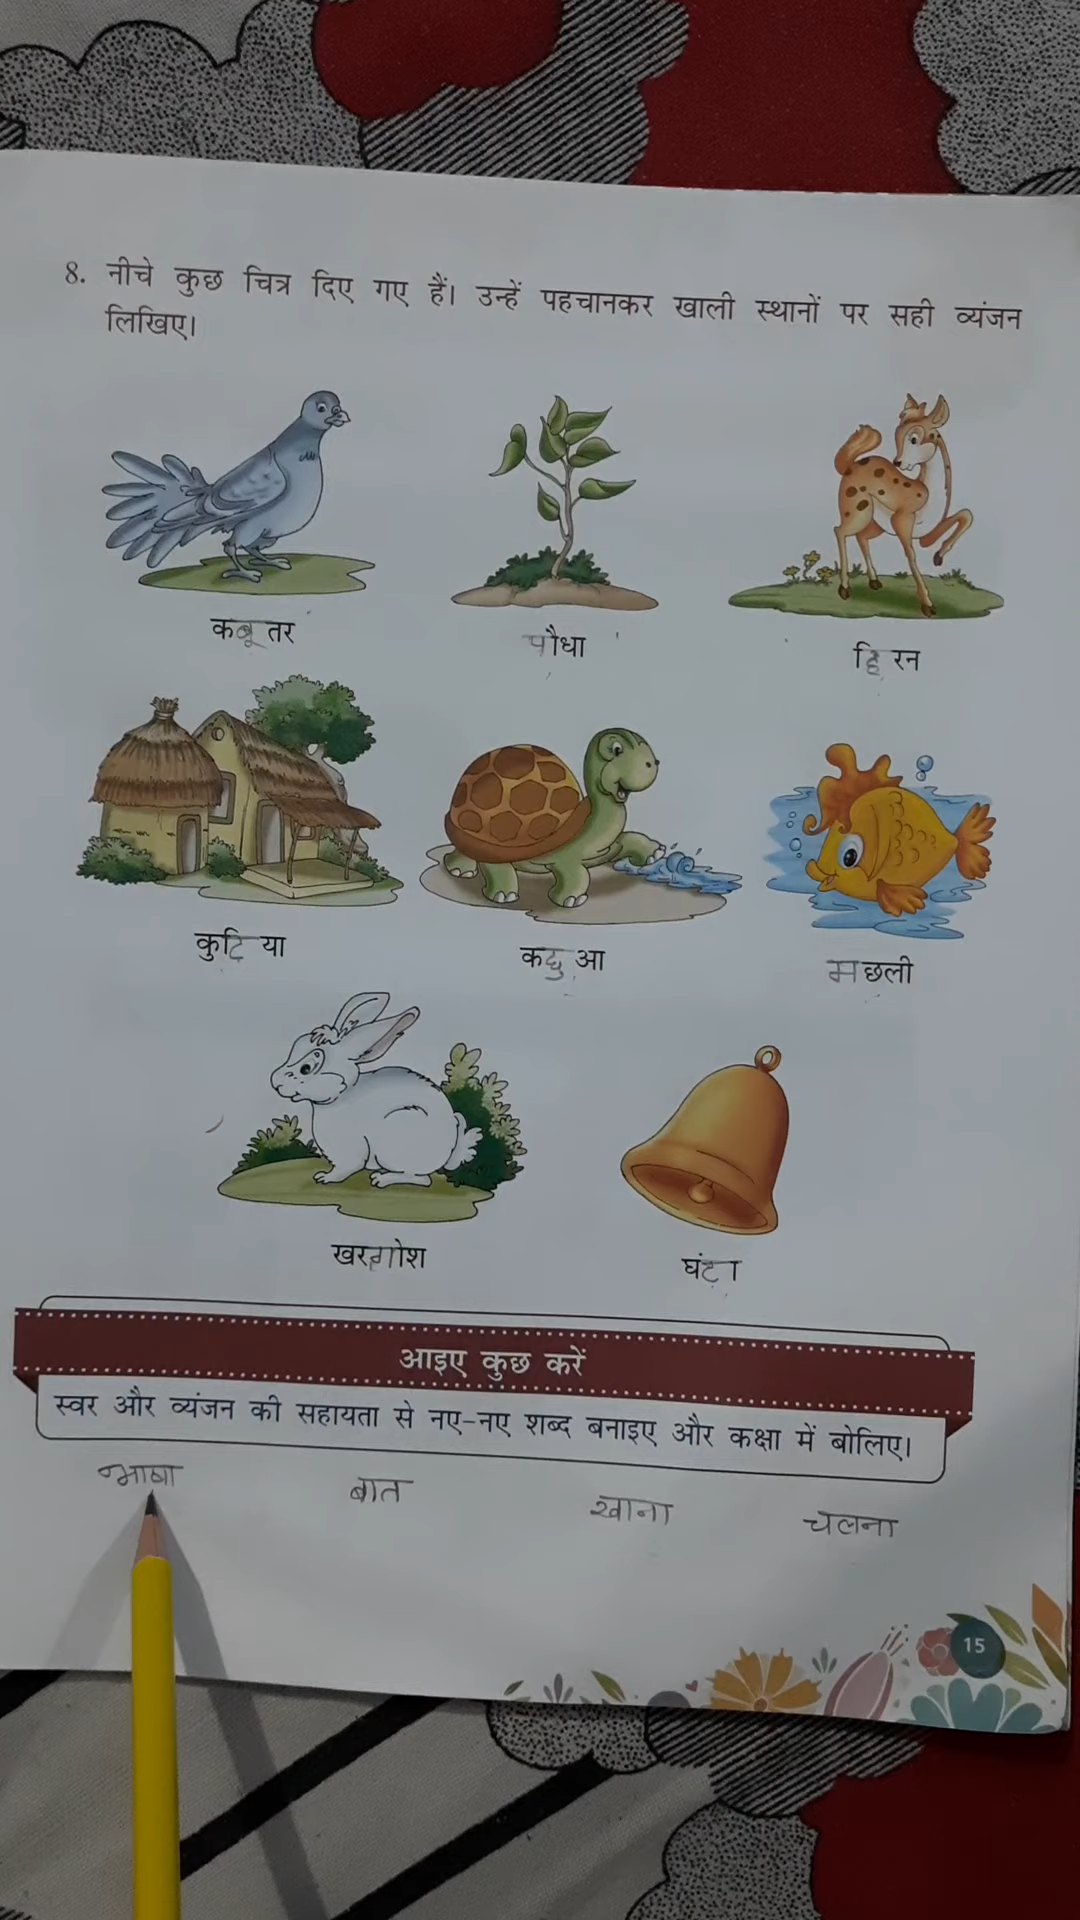 8. नीचे कुछ चित्र दिए गए हैं। उन्हें पहचानकर खाली स्थानों पर सही व्यंजन
लिखिए।
कबूतर पौधा हिरन
कुटिया कछुआ मछली
खरगोश घंटा
आइए कुछ करें
स्वर और व्यंजन की सहायता से नए-नए शब्द बनाइए और कक्षा में बोलिए।
भाषा बात खाना चलना
15